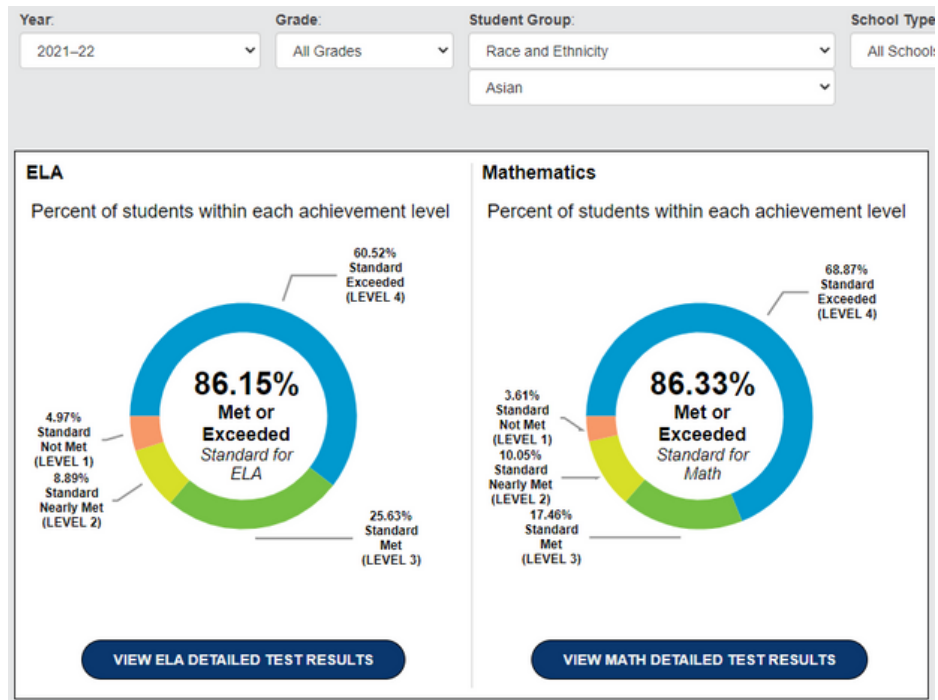 Year:
Grade:
Student Group:
School Type
2021–22
All Grades
Race and Ethnicity
All Schools
Asian
ELA
Percent of students within each achievement level
60.52%
Standard
Exceeded
(LEVEL 4)
86.15%
Met or
Exceeded
Standard for
ELA
4.97%
Standard
Not Met
(LEVEL 1)
8.89%
Standard
Nearly Met
(LEVEL 2)
25.63%
Standard
Met
(LEVEL 3)
VIEW ELA DETAILED TEST RESULTS
Mathematics
Percent of students within each achievement level
68.87%
Standard
Exceeded
(LEVEL 4)
86.33%
Met or
Exceeded
Standard for
Math
3.61%
Standard
Not Met
(LEVEL 1)
10.05%
Standard
Nearly Met
(LEVEL 2)
17.46%
Standard
Met
(LEVEL 3)
VIEW MATH DETAILED TEST RESULTS